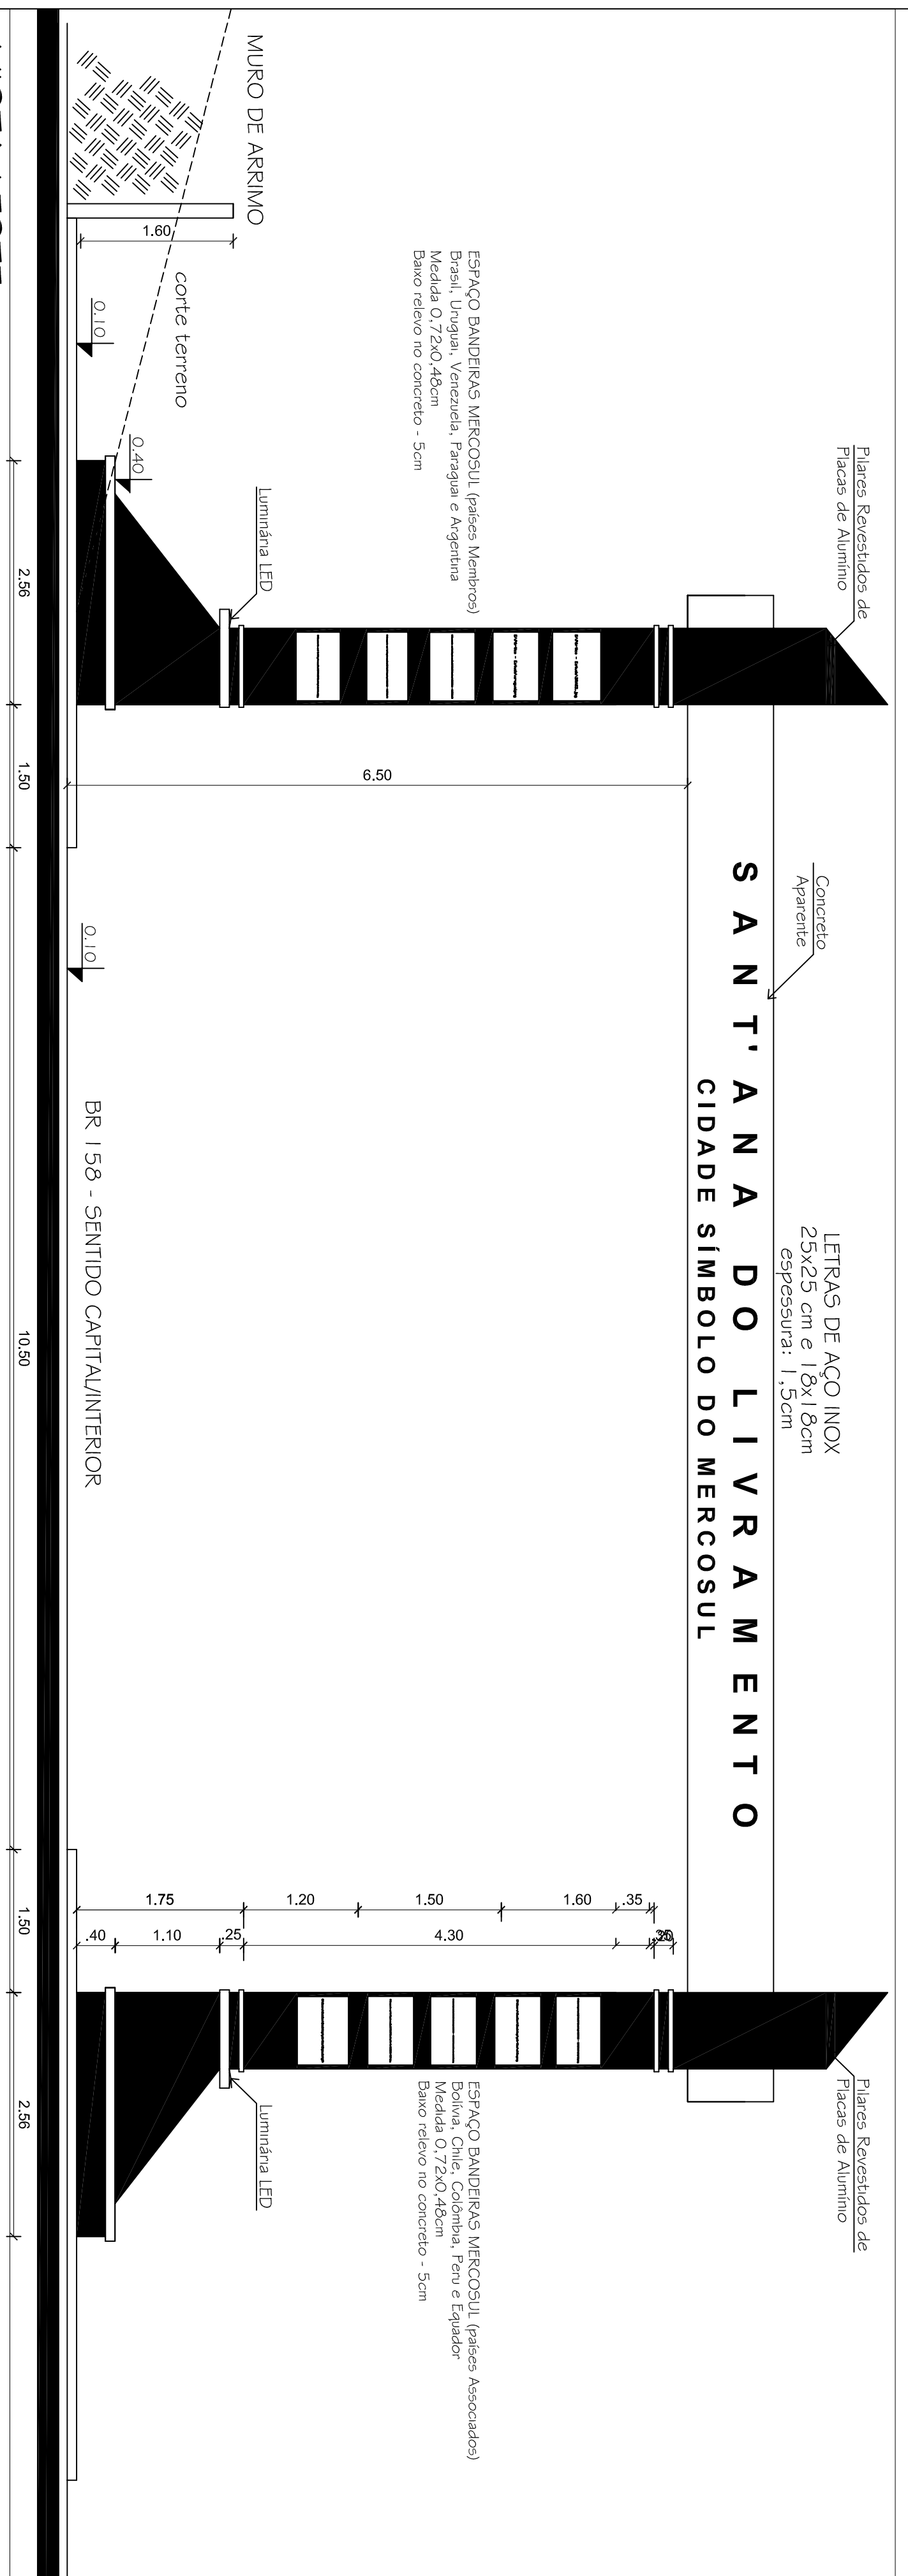 MURO DE ARRIMO
1.60
corte terreno
0.10
0.40
ESPAÇO BANDEIRAS MERCOSUL (países Membros)
Brasil, Uruguai, Venezuela, Paraguai e Argentina
Medida 0,72x0,48cm
Baixo relevo no concreto - 5cm
Luminária LED
Pilares Revestidos de
Placas de Alumínio
6.50
Concreto
Aparente
LETRAS DE AÇO INOX
25x25 cm e 18x18cm
espessura: 1,5cm
SANT'ANA DO LIVRAMENTO
CIDADE SÍMBOLO DO MERCOSUL
0.10
BR 158 - SENTIDO CAPITAL/INTERIOR
1.75
1.20
1.50
1.60
.35
.40
1.10
.25
4.30
Pilares Revestidos de
Placas de Alumínio
ESPAÇO BANDEIRAS MERCOSUL (países Associados)
Bolívia, Chile, Colômbia, Peru e Equador
Medida 0,72x0,48cm
Baixo relevo no concreto - 5cm
Luminária LED
2.56
1.50
10.50
1.50
2.56